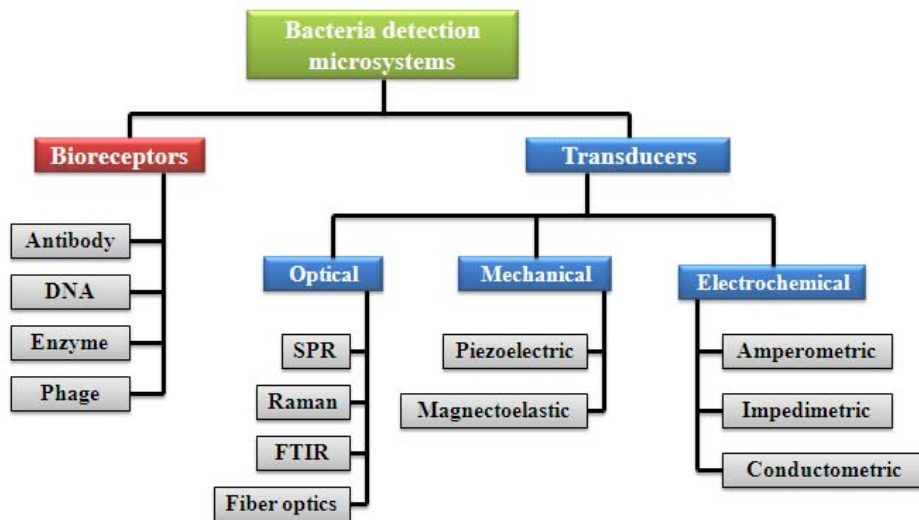 Bacteria detection
microsystems
Bioreceptors
Transducers
Antibody
DNA
Enzyme
Phage
Optical
Mechanical
Electrochemical
SPR
Raman
FTIR
Fiber optics
Piezoelectric
Magnectoelastic
Amperometric
Impedimetric
Conductometric